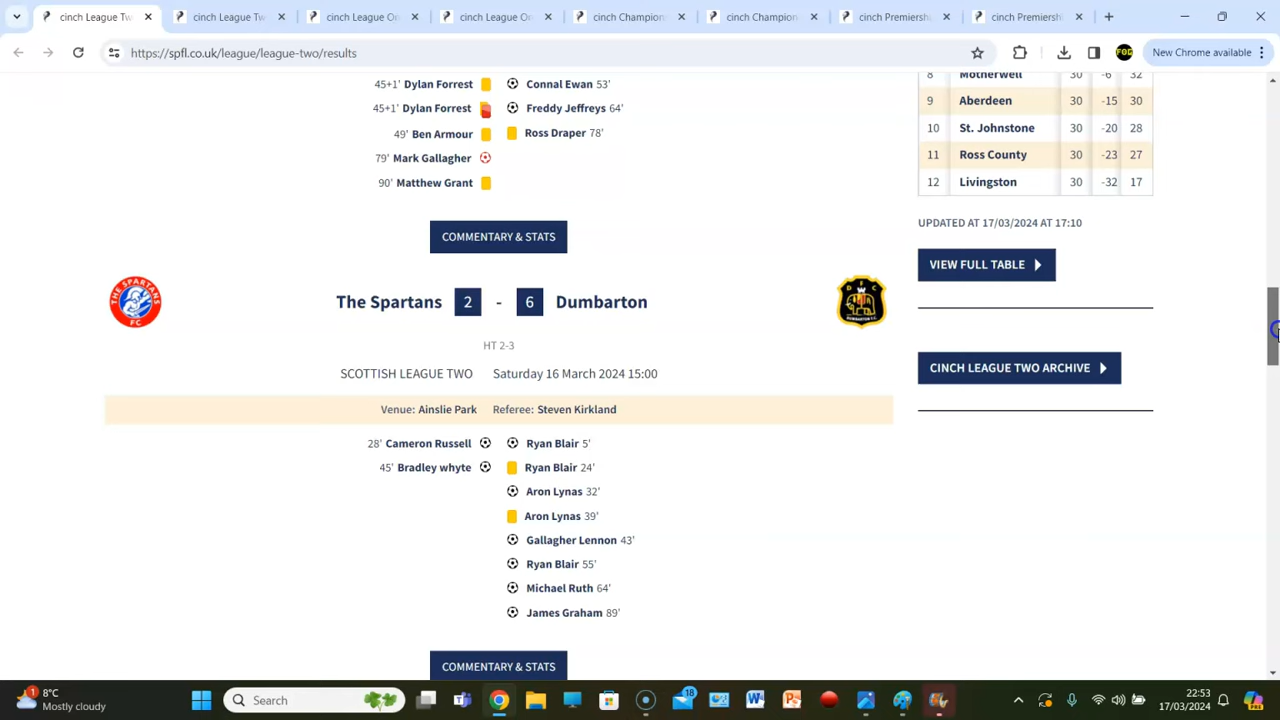 cinch League Tw
cinch League Tw
cinch League On
cinch League On
cinch Champion
cinch Champion
cinch Premiersh
cinch Premiersh
https://spfl.co.uk/league/league-two/results
FOG
New Chrome available
45+1' Dylan Forrest
Connal Ewan 53'
45+1' Dylan Forrest
Freddy Jeffreys 64'
49' Ben Armour
Ross Draper 78'
79' Mark Gallagher
90' Matthew Grant
COMMENTARY & STATS
The Spartans 2 - 6 Dumbarton
THE SPARTANS FC
DFC
DUMBARTON F.C.
HT 2-3
SCOTTISH LEAGUE TWO Saturday 16 March 2024 15:00
Venue: Ainslie Park Referee: Steven Kirkland
28' Cameron Russell
Ryan Blair 5'
45' Bradley whyte
Ryan Blair 24'
Aron Lynas 32'
Aron Lynas 39'
Gallagher Lennon 43'
Ryan Blair 55'
Michael Ruth 64'
James Graham 89'
COMMENTARY & STATS
8 Motherwell 30 -6 32
9 Aberdeen 30 -15 30
10 St. Johnstone 30 -20 28
11 Ross County 30 -23 27
12 Livingston 30 -32 17
UPDATED AT 17/03/2024 AT 17:10
VIEW FULL TABLE
CINCH LEAGUE TWO ARCHIVE
1
8°C
Mostly cloudy
Search
18
22:53
17/03/2024